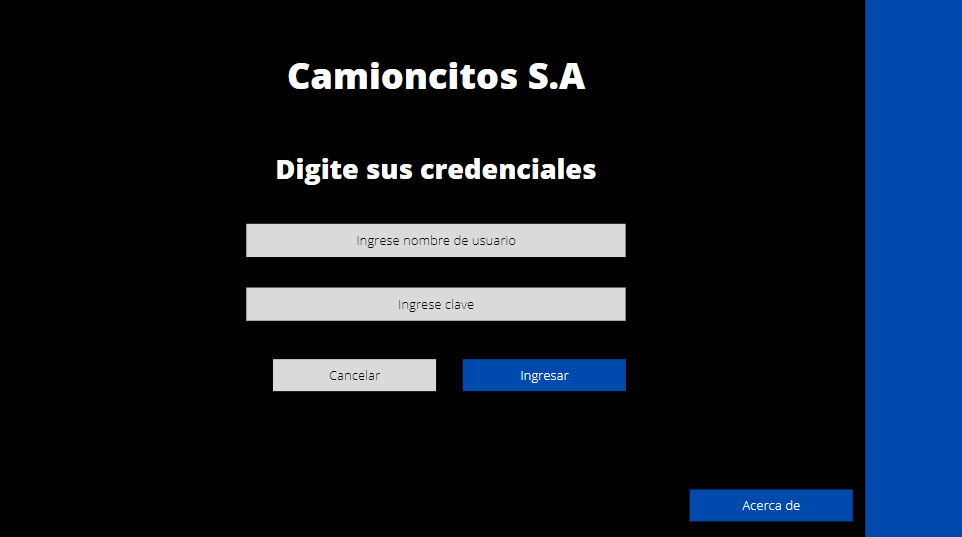 Camioncitos S.A
Digite sus credenciales
Ingrese nombre de usuario
Ingrese clave
Cancelar
Ingresar
Acerca de